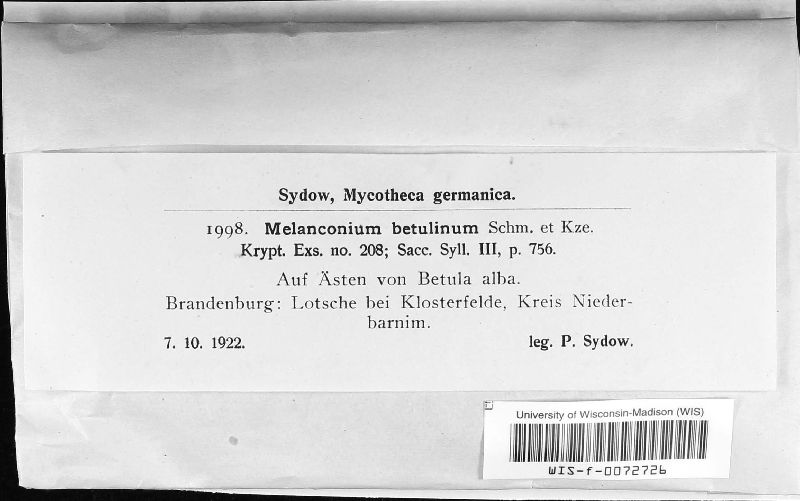 Sydow, Mycotheca germanica.
1998. Melanconium betulinum Schm. et Kze.
Krypt. Exs. no. 208; Sacc. Syll. III, p. 756.
Auf Ästen von Betula alba.
Brandenburg: Lotsche bei Klosterfelde, Kreis Nieder-
barnim.
7. 10. 1922. leg. P. Sydow.
University of Wisconsin-Madison (WIS)
WIS-f-0072726